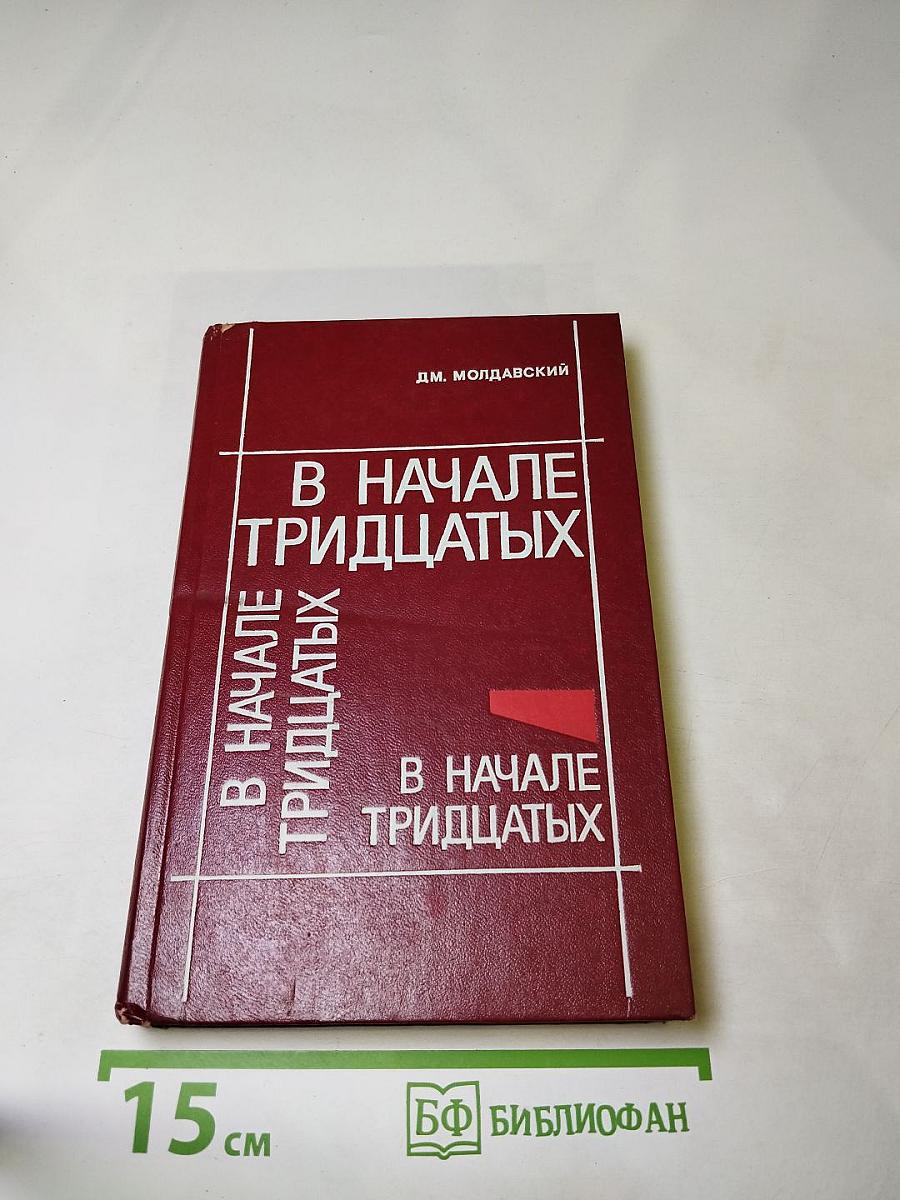 ДМ. МОЛДАВСКИЙ
В НАЧАЛЕ
ТРИДЦАТЫХ
В НАЧАЛЕ
ТРИДЦАТЫХ
В НАЧАЛЕ
ТРИДЦАТЫХ
15 см
БФ БИБЛИОФАН